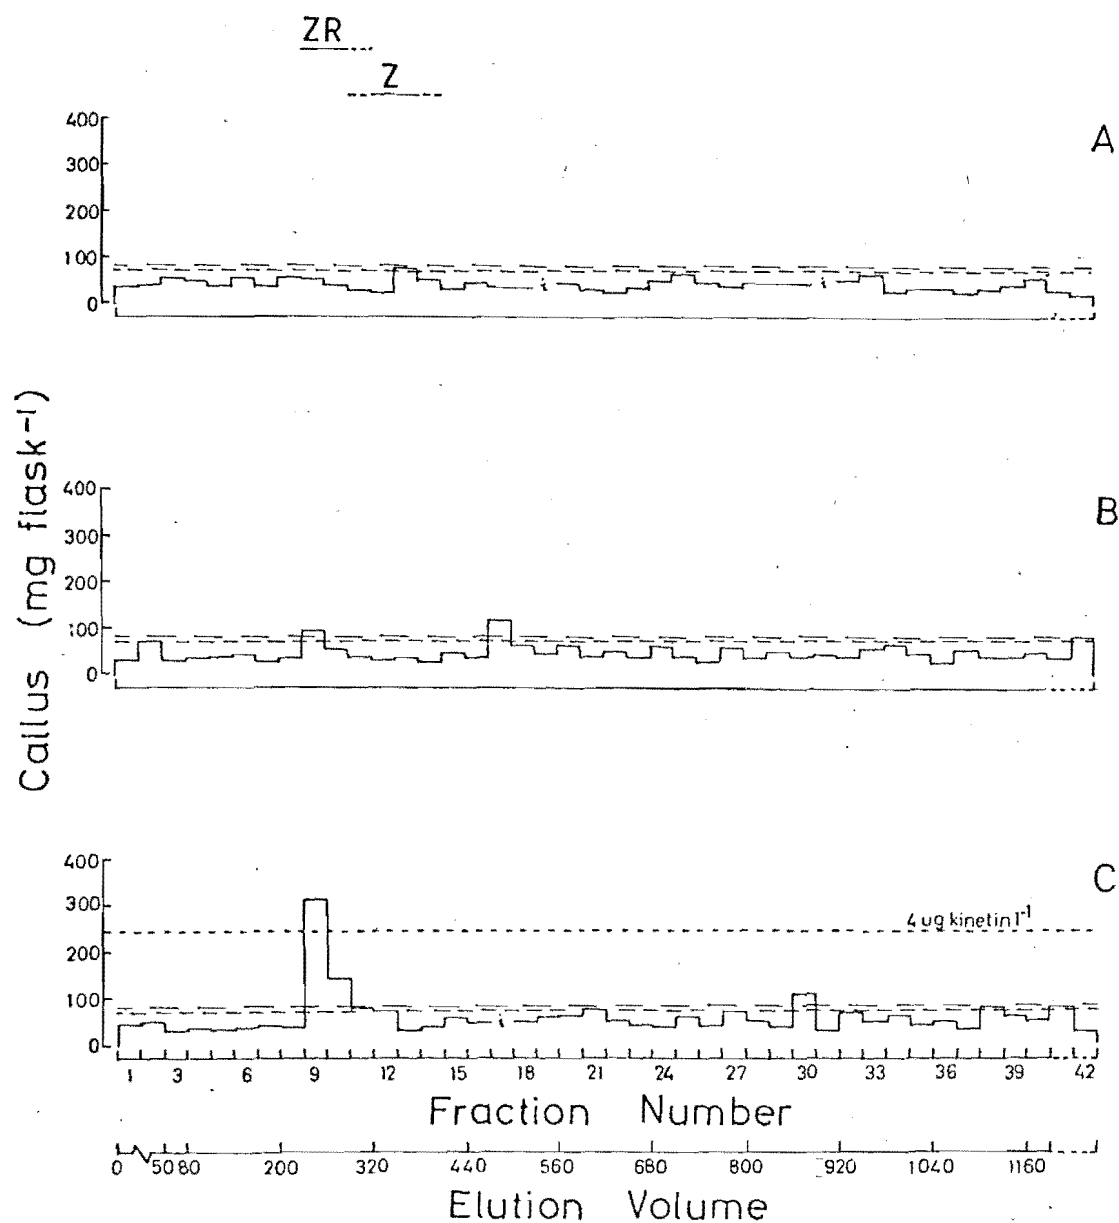 ZR
Z
A
400
300
200
100
0
B
400
300
200
100
0
Callus (mg flask-1)
C
400
300
200
100
0
4 ug kinetin l-1
1 3 6 9 12 15 18 21 24 27 30 33 36 39 42
Fraction Number
0 50 80 200 320 440 560 680 800 920 1040 1160
Elution Volume